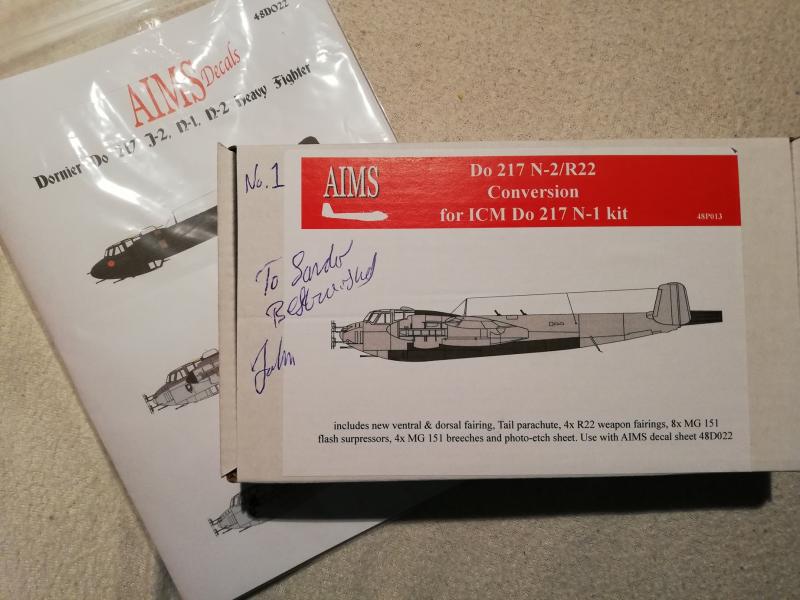 48D022
AIMS Decals
Dornier Do 217 J-2, N-1, N-2 Heavy Fighter
No. 1
To Sandor
Best wishes
John
AIMS
Do 217 N-2/R22
Conversion
for ICM Do 217 N-1 kit
48P013
includes new ventral & dorsal fairing, Tail parachute, 4x R22 weapon fairings, 8x MG 151
flash surpressors, 4x MG 151 breeches and photo-etch sheet. Use with AIMS decal sheet 48D022